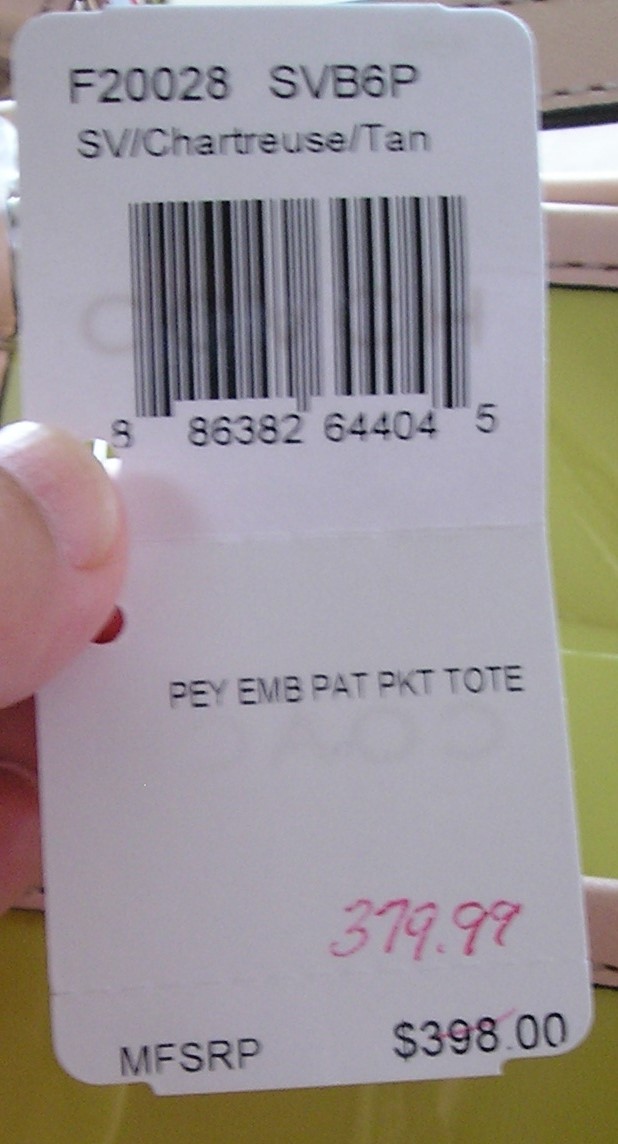 F20028 SVB6P
SV//Chartreuse/Tan
8 86382 64404 5
PEY EMB PAT PKT TOTE
379.99
MFSRP $398.00